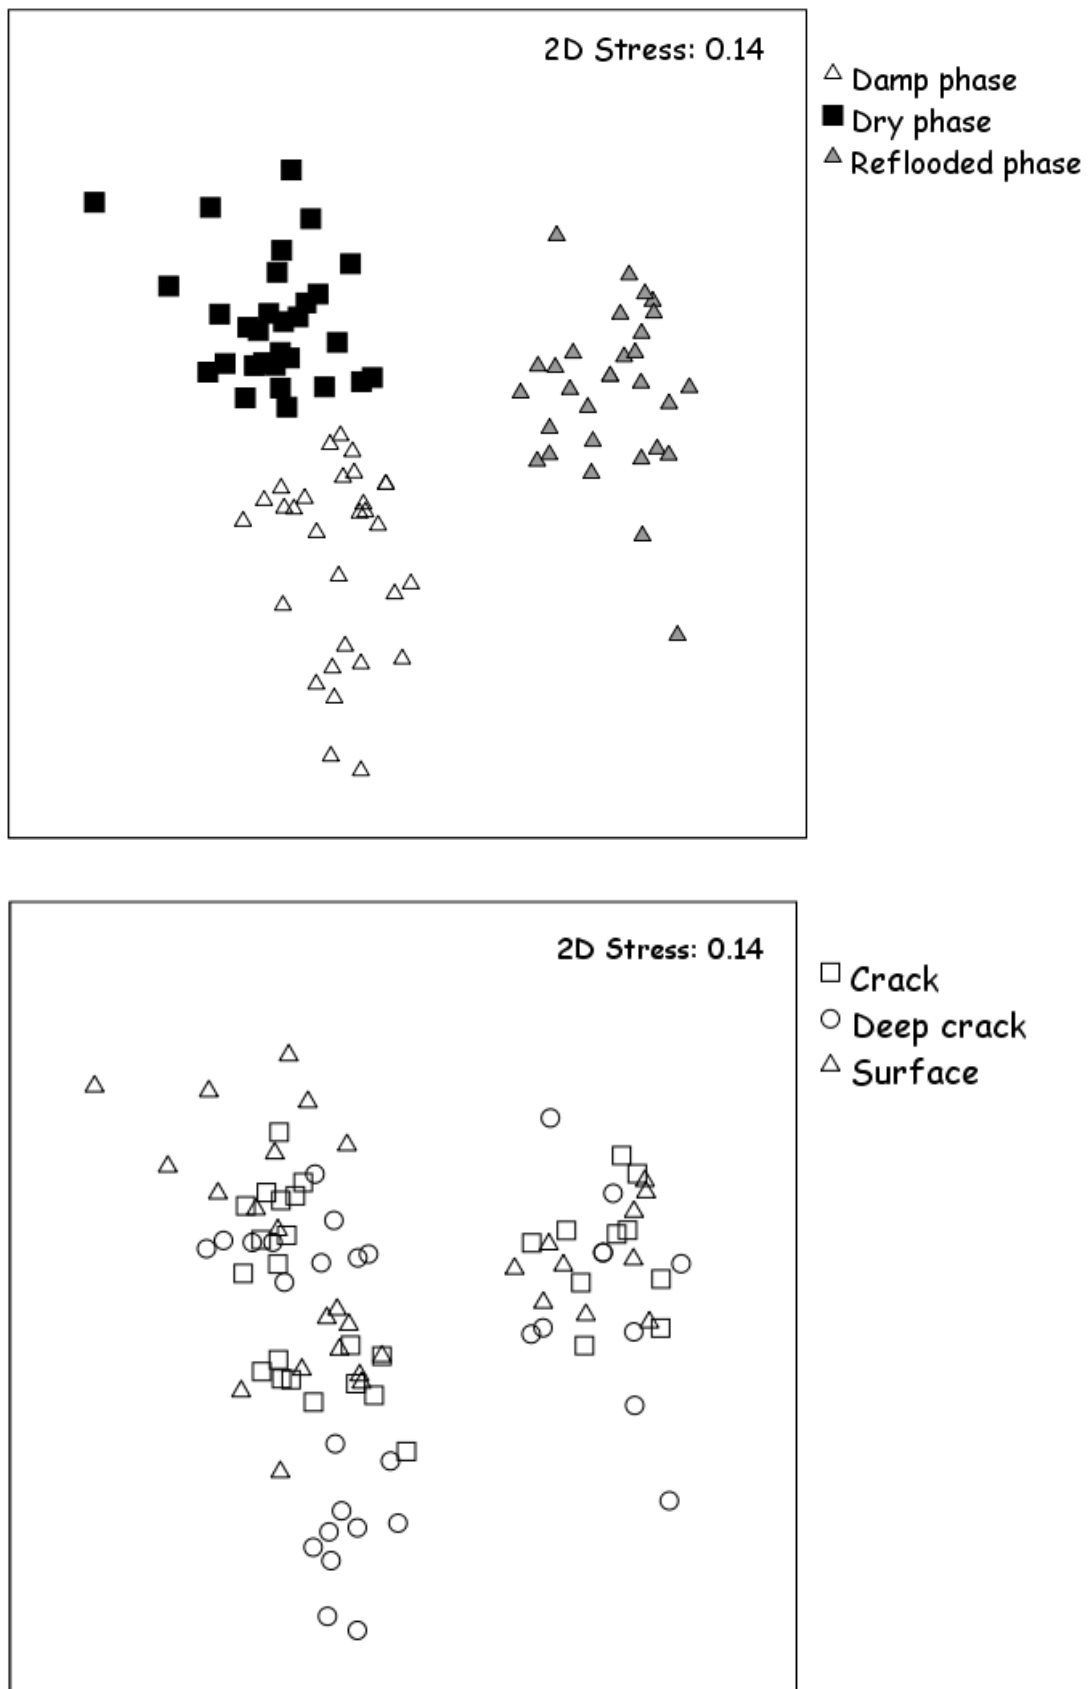 2D Stress: 0.14
Damp phase
Dry phase
Reflooded phase
2D Stress: 0.14
Crack
Deep crack
Surface